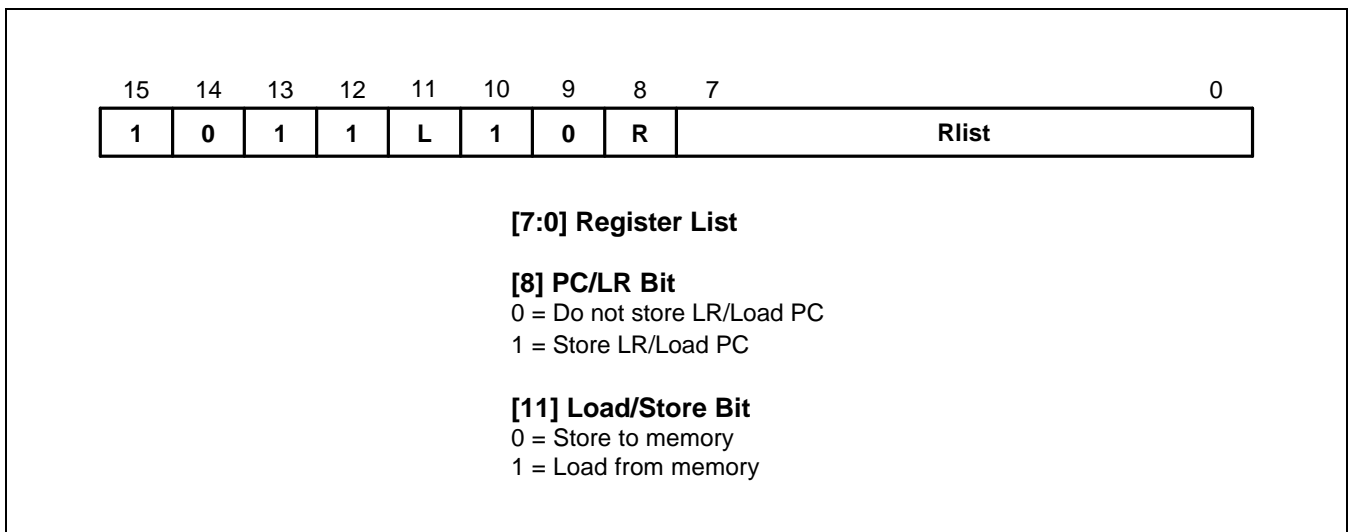 15 14 13 12 11 10 9 8 7 0
1 0 1 1 L 1 0 R Rlist
[7:0] Register List
[8] PC/LR Bit
0 = Do not store LR/Load PC
1 = Store LR/Load PC
[11] Load/Store Bit
0 = Store to memory
1 = Load from memory